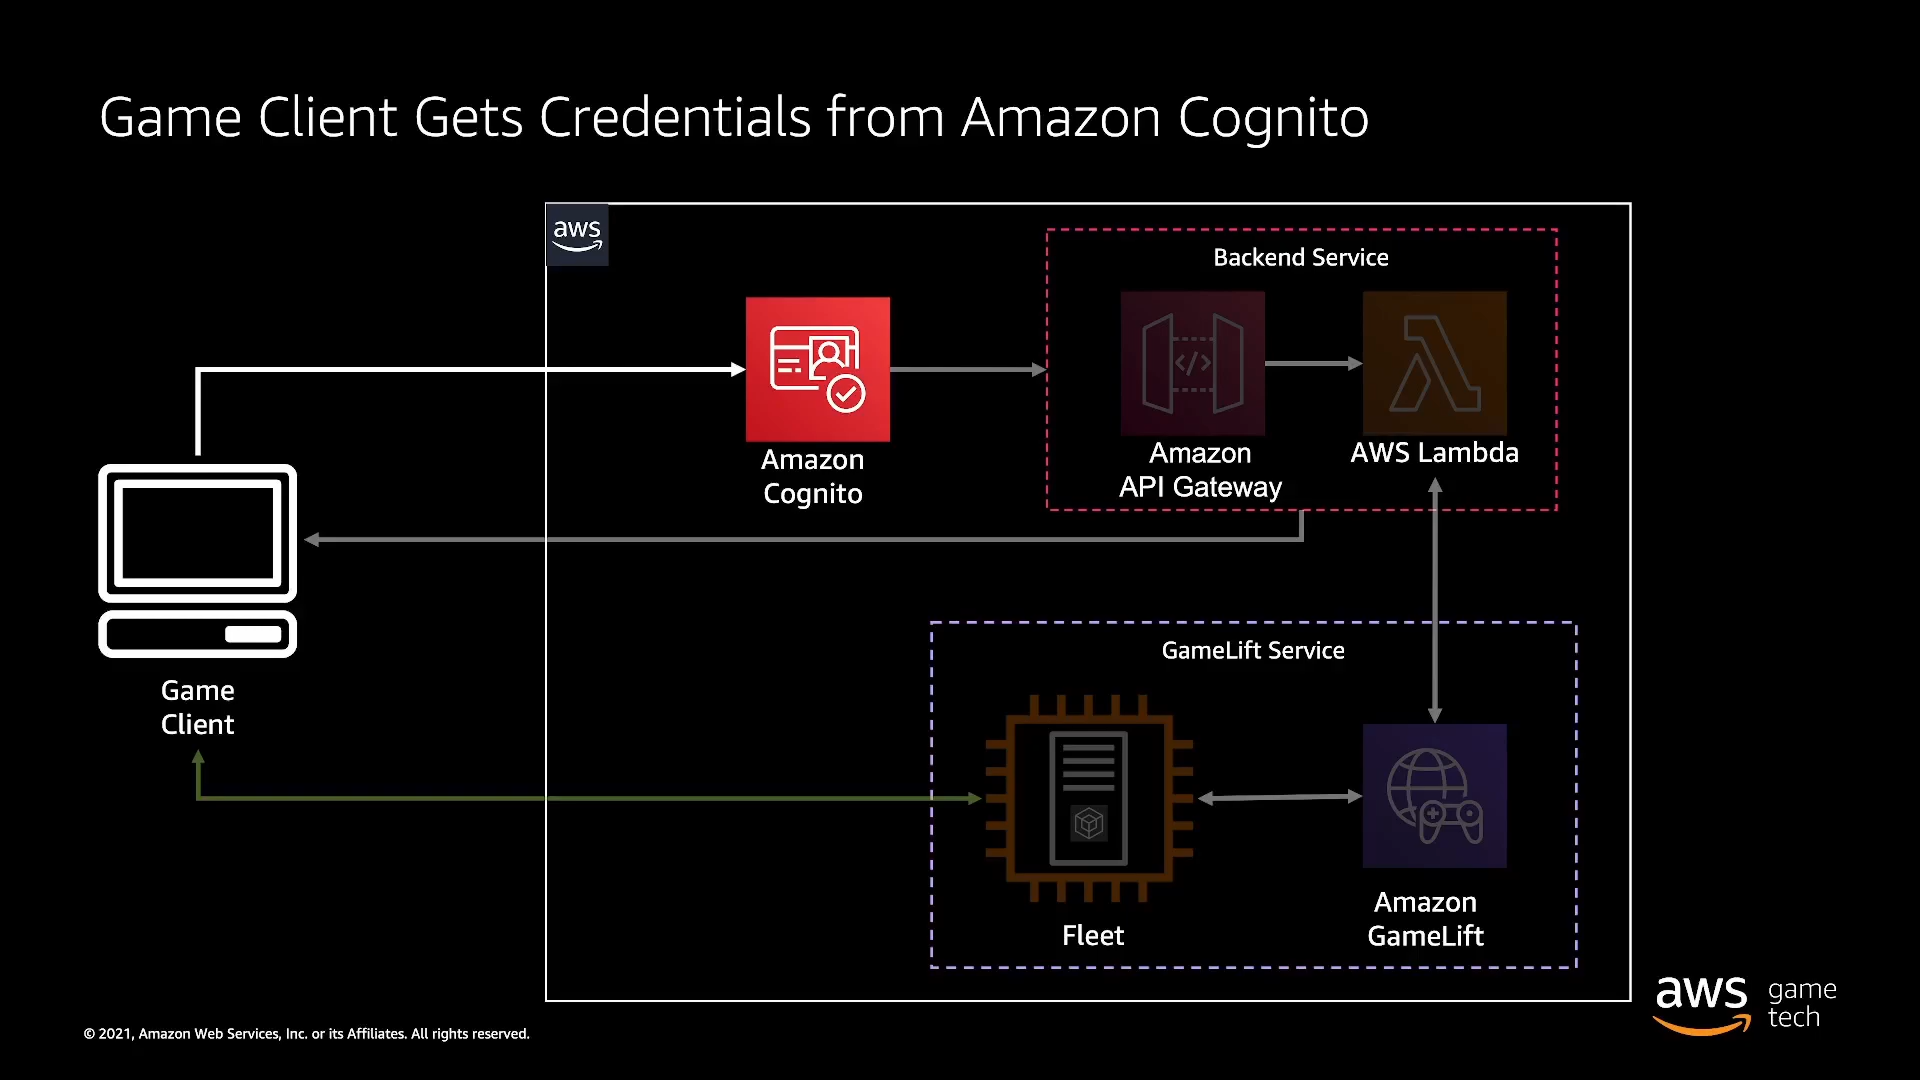 Game Client Gets Credentials from Amazon Cognito
aws
Backend Service
</>
Amazon
Cognito
Amazon
API Gateway
AWS Lambda
Game
Client
GameLift Service
Fleet
Amazon
GameLift
© 2021, Amazon Web Services, Inc. or its Affiliates. All rights reserved.
aws game
tech